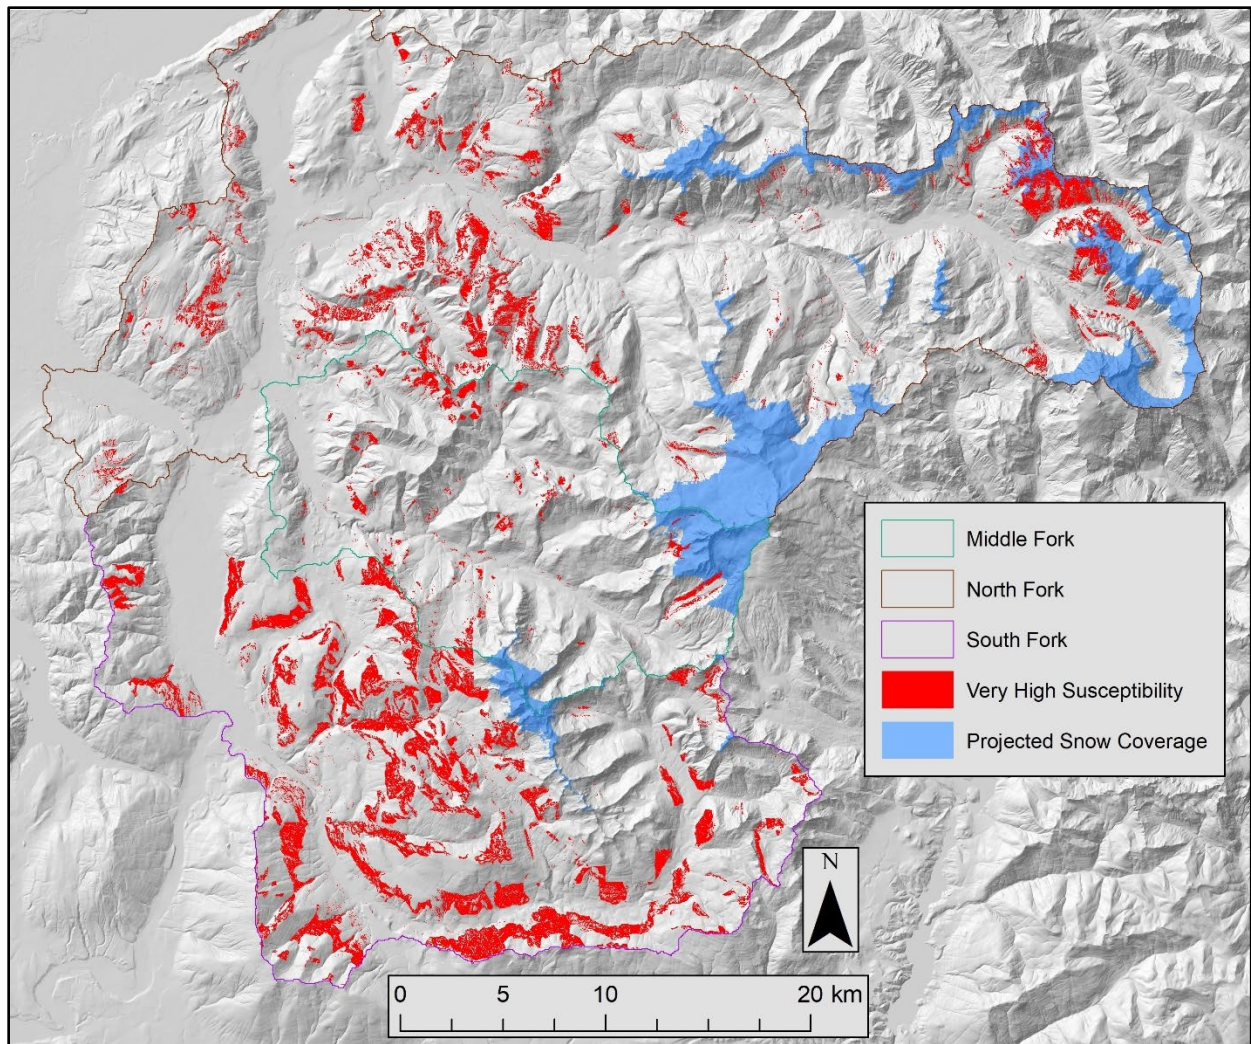 Middle Fork
North Fork
South Fork
Very High Susceptibility
Projected Snow Coverage
N
0 5 10 20 km